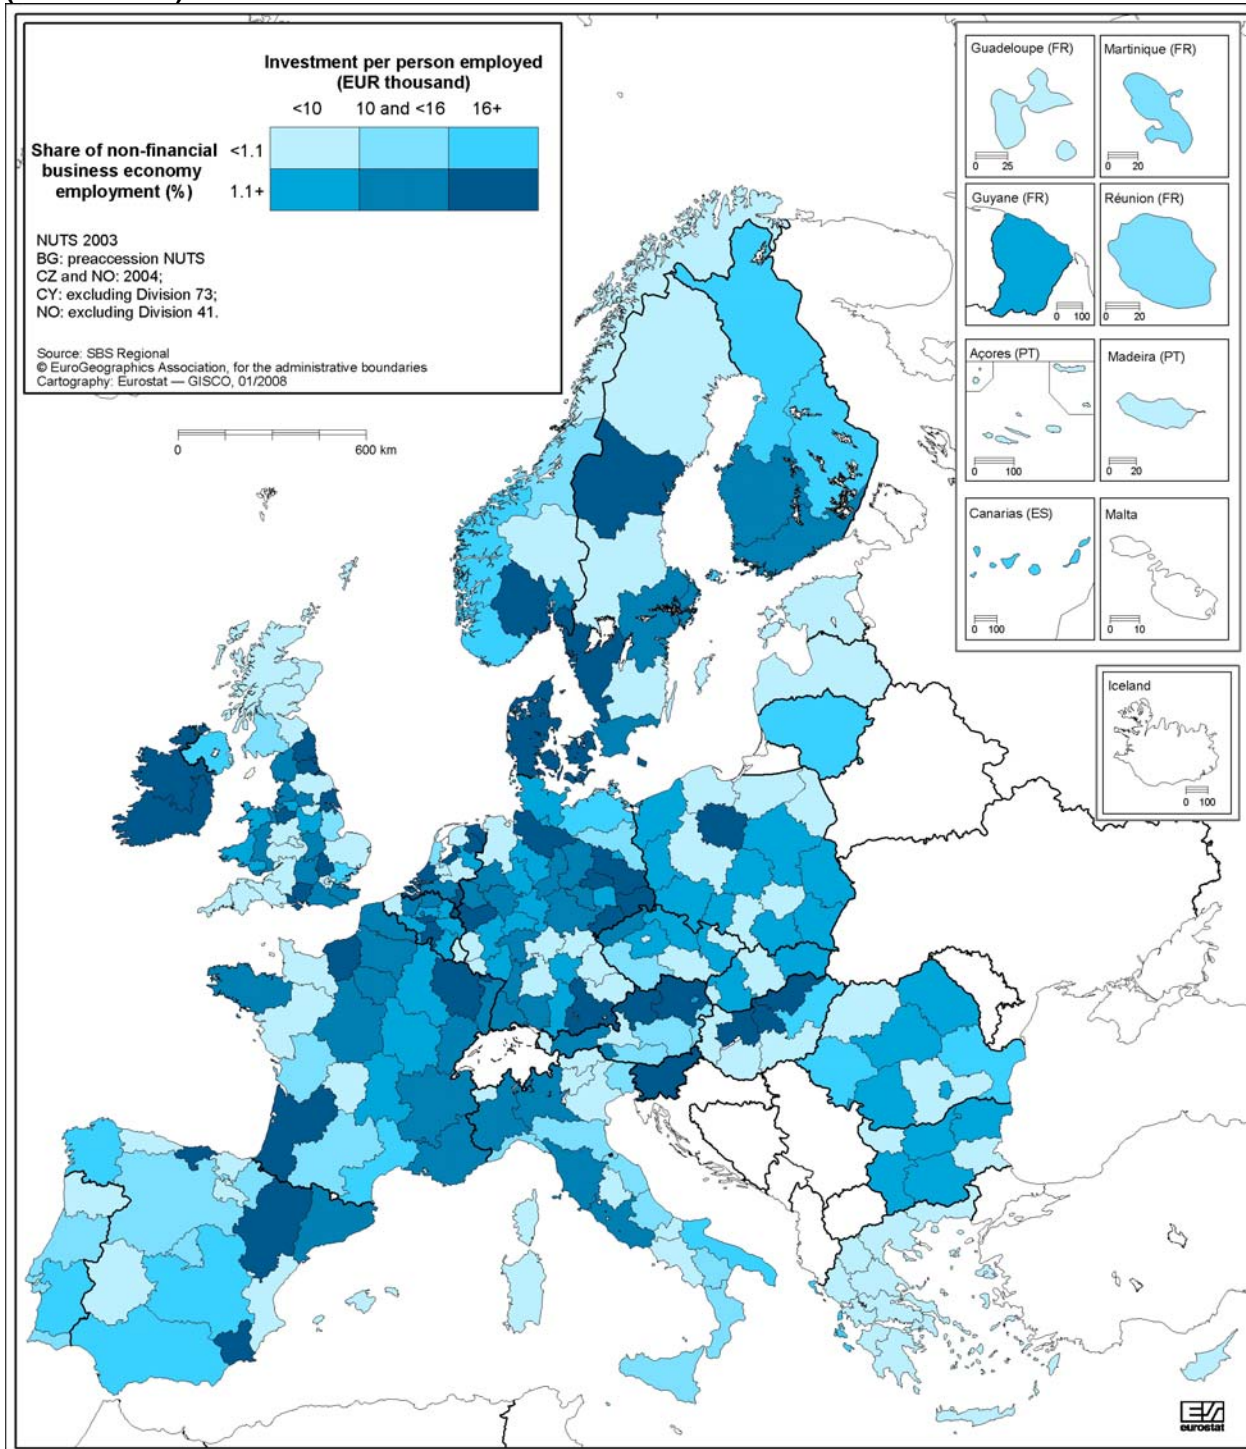 Investment per person employed
(EUR thousand)
<10 10 and <16 16+
Share of non-financial
business economy
employment (%)
<1.1
1.1+
NUTS 2003
BG: preaccession NUTS
CZ and NO: 2004;
CY: excluding Division 73;
NO: excluding Division 41.
Source: SBS Regional
© EuroGeographics Association, for the administrative boundaries
Cartography: Eurostat — GISCO, 01/2008
0 600 km
Guadeloupe (FR)
0 25
Martinique (FR)
0 20
Guyane (FR)
0 100
Réunion (FR)
0 20
Açores (PT)
0 100
Madeira (PT)
0 20
Canarias (ES)
0 100
Malta
0 10
Iceland
0 100
eurostat